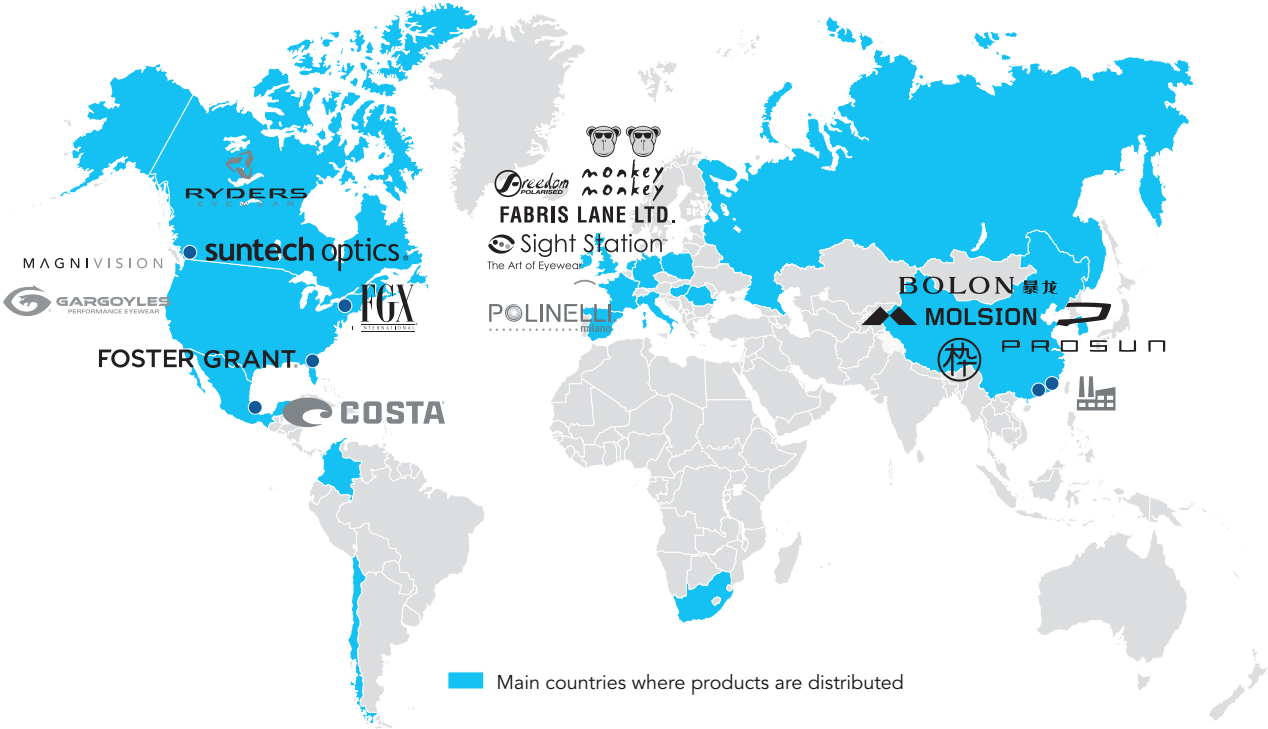 monkey
monkey
freedom
POLARISED
FABRIS LANE LTD.
Sight Station
The Art of Eyewear
POLINELLI
milano
RYDERS
EYEWEAR
suntech optics
MAGNIVISION
GARGOYLES
PERFORMANCE EYEWEAR
FGX
INTERNATIONAL
FOSTER GRANT
COSTA
BOLON 暴龙
MOLSION
PROSUN
枠
Main countries where products are distributed